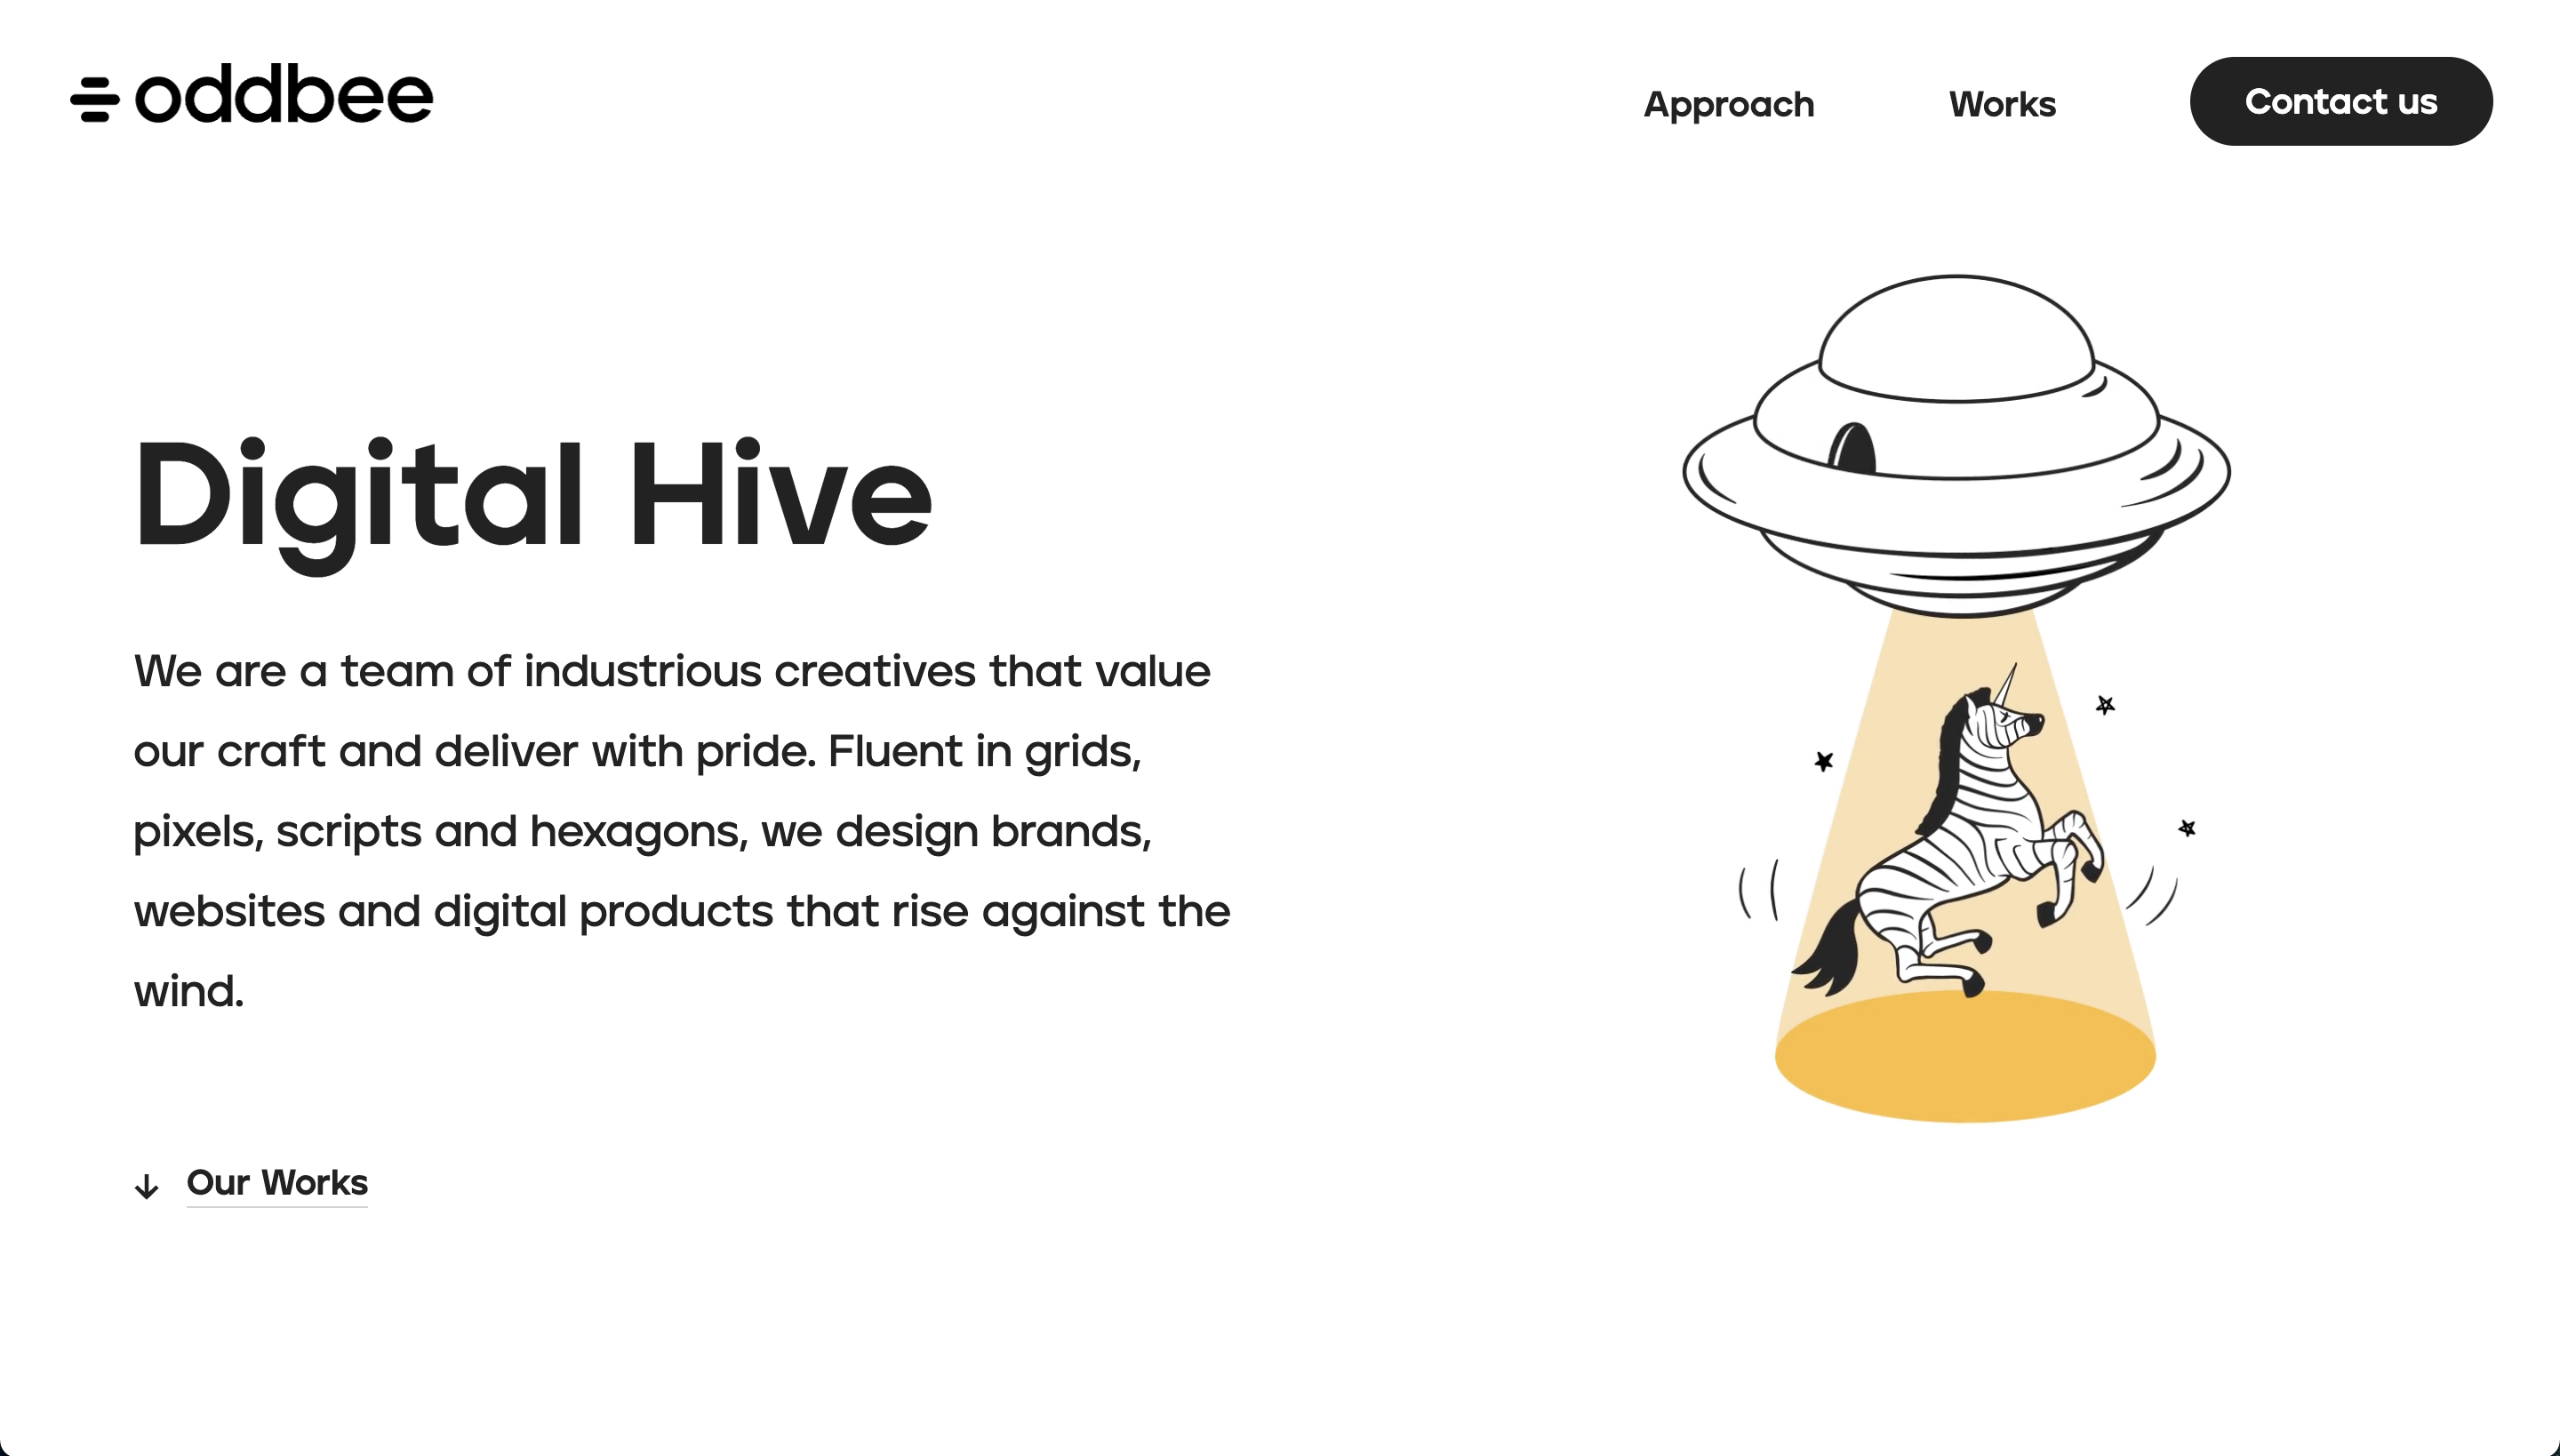 oddbee
Approach
Works
Contact us
Digital Hive
We are a team of industrious creatives that value
our craft and deliver with pride. Fluent in grids,
pixels, scripts and hexagons, we design brands,
websites and digital products that rise against the
wind.
Our Works